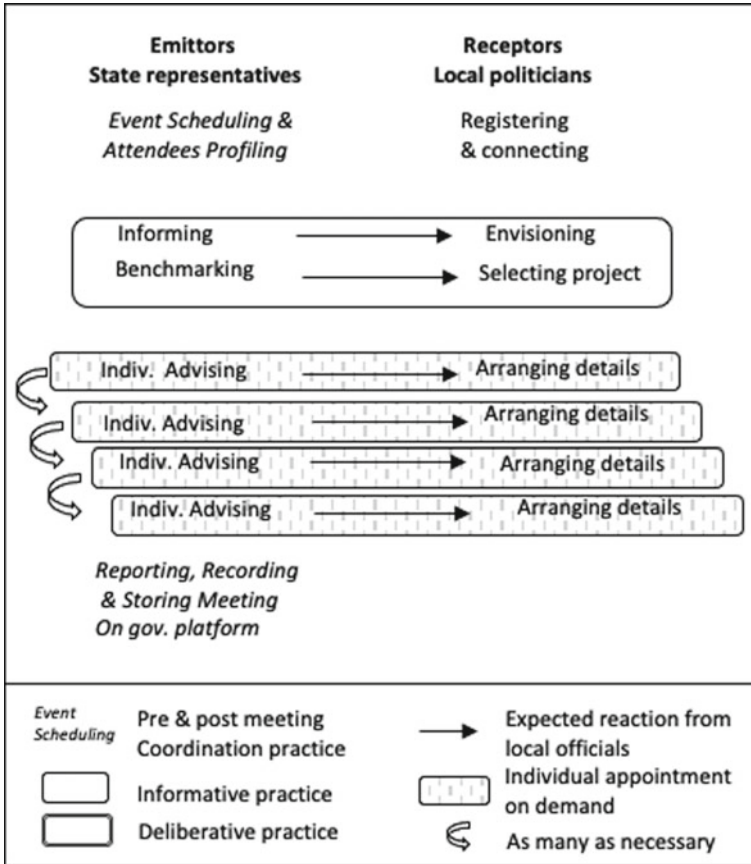 Emittors
State representatives
Receptors
Local politicians
Event Scheduling &
Attendees Profiling
Registering
& connecting
Informing
Envisioning
Benchmarking
Selecting project
Indiv. Advising
Arranging details
Indiv. Advising
Arranging details
Indiv. Advising
Arranging details
Indiv. Advising
Arranging details
Reporting, Recording
& Storing Meeting
On gov. platform
Event
Scheduling
Pre & post meeting
Coordination practice
Informative practice
Deliberative practice
Expected reaction from
local officials
Individual appointment
on demand
As many as necessary